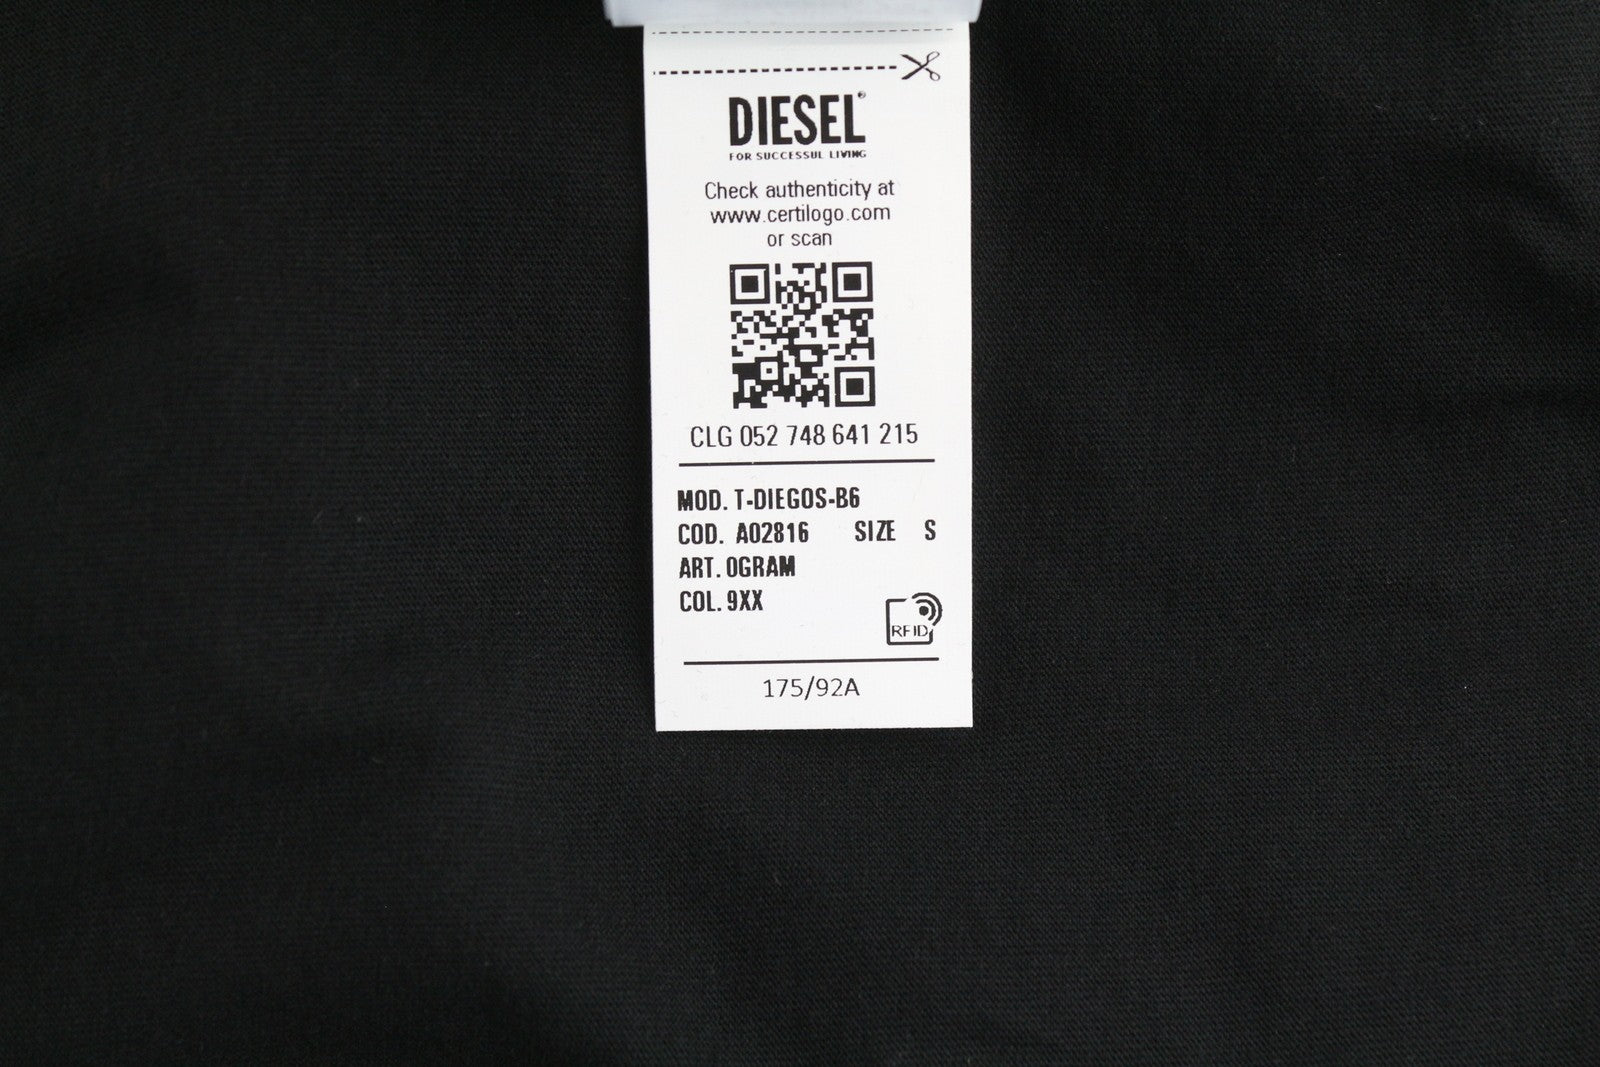 DIESEL®
FOR SUCCESSUL LIVING
Check authenticity at
www.certilogo.com
or scan
CLG 052 748 641 215
MOD. T-DIEGOS-B6
COD. A02816 SIZE S
ART. 0GRAM
COL. 9XX
RFID
175/92A